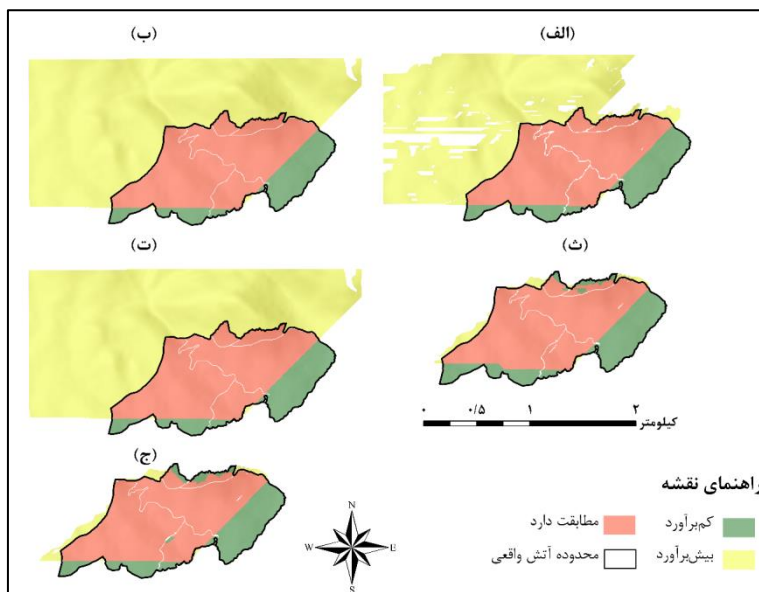 (الف)
(ب)
(ت)
(ث)
۰ ۰/۵ ۱ ۲
کیلومتر
(ج)
راهنمای نقشه
کم‌برآورد
مطابقت دارد
بیش‌برآورد
محدوده آتش واقعی
N
W E
S